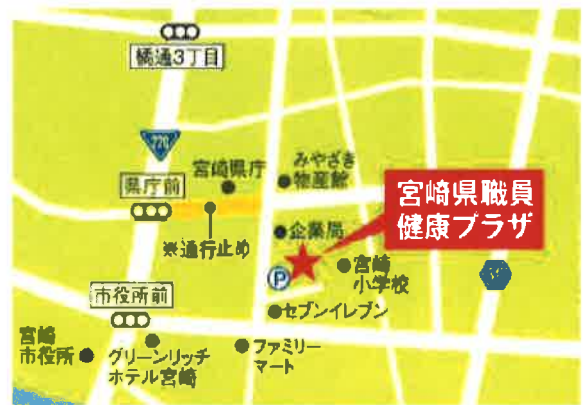 橘通3丁目
220
宮崎県庁
みやざき
物産館
県庁前
※通行止め
企業局
宮崎県職員
健康プラザ
P
宮崎
小学校
市役所前
セブンイレブン
宮崎
市役所
グリーンリッチ
ホテル宮崎
ファミリー
マート